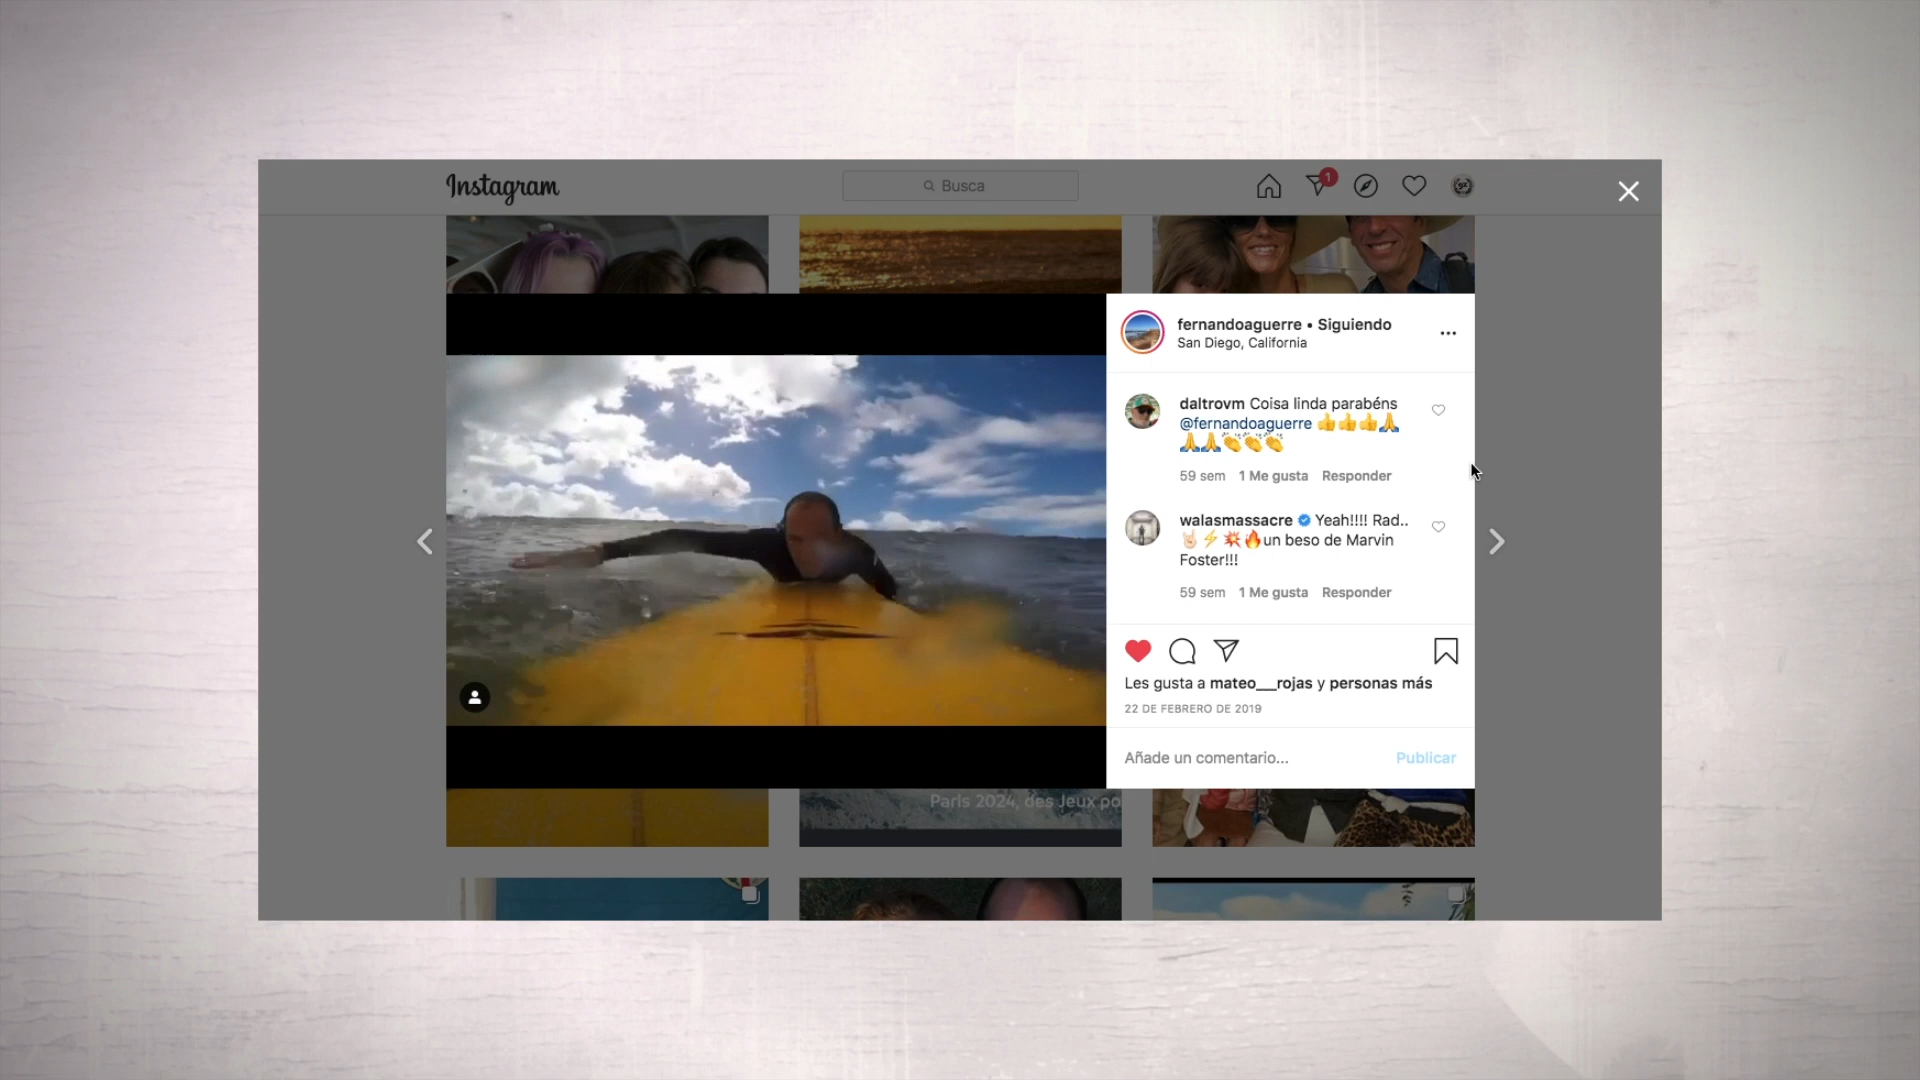 Instagram
Busca
1
fernandoaguerre • Siguiendo
San Diego, California
daltrovm Coisa linda parabéns
@fernandoaguerre 👍👍👍🙏
🙏🙏👏👏👏
59 sem 1 Me gusta Responder
walasmassacre Yeah!!!! Rad..
🤘🏻⚡💥🔥un beso de Marvin
Foster!!!
59 sem 1 Me gusta Responder
Les gusta a mateo__rojas y personas más
22 DE FEBRERO DE 2019
Añade un comentario... Publicar
Paris 2024, des Jeux po